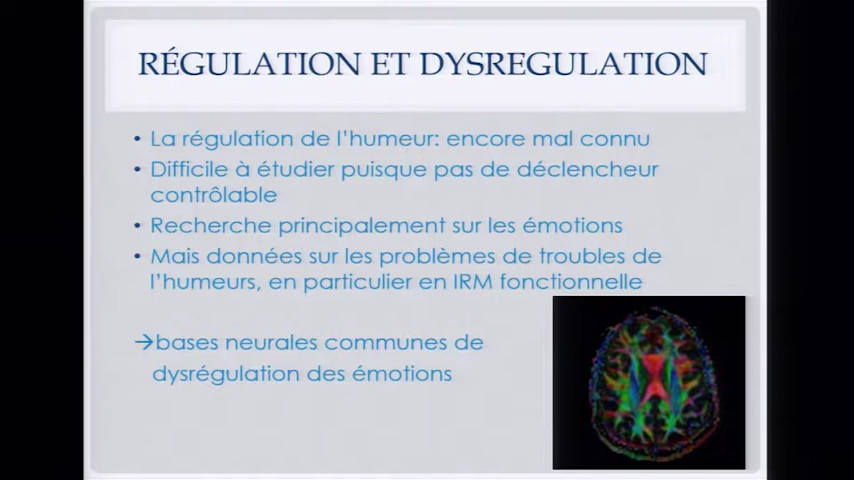 RÉGULATION ET DYSREGULATION
• La régulation de l'humeur: encore mal connu
• Difficile à étudier puisque pas de déclencheur
contrôlable
• Recherche principalement sur les émotions
• Mais données sur les problèmes de troubles de
l'humeurs, en particulier en IRM fonctionnelle
→bases neurales communes de
dysrégulation des émotions